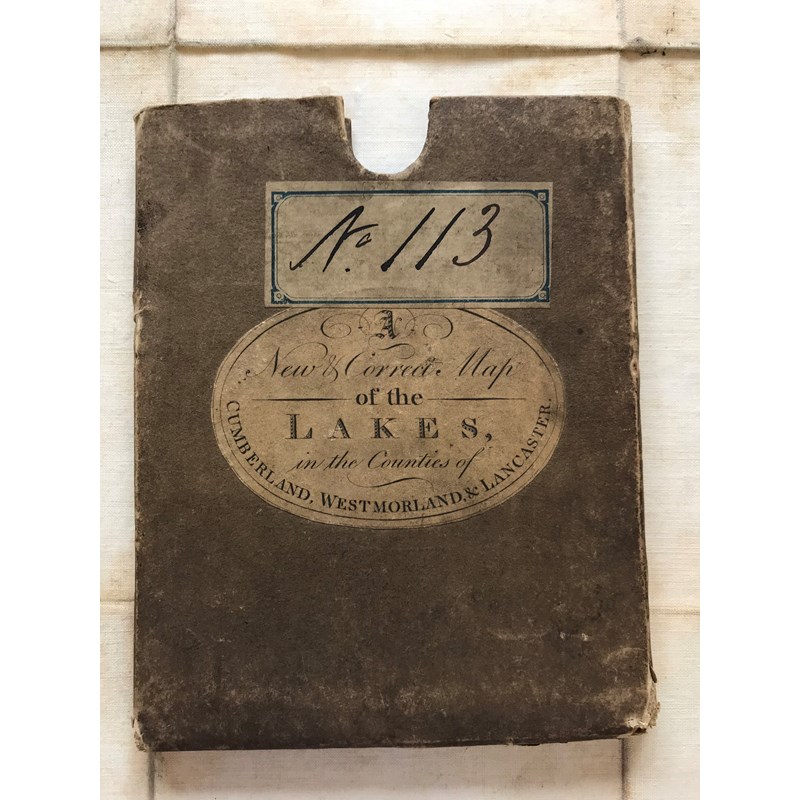 No. 113
A
New & Correct Map
of the
LAKES,
in the Counties of
CUMBERLAND, WESTMORLAND, & LANCASTER.